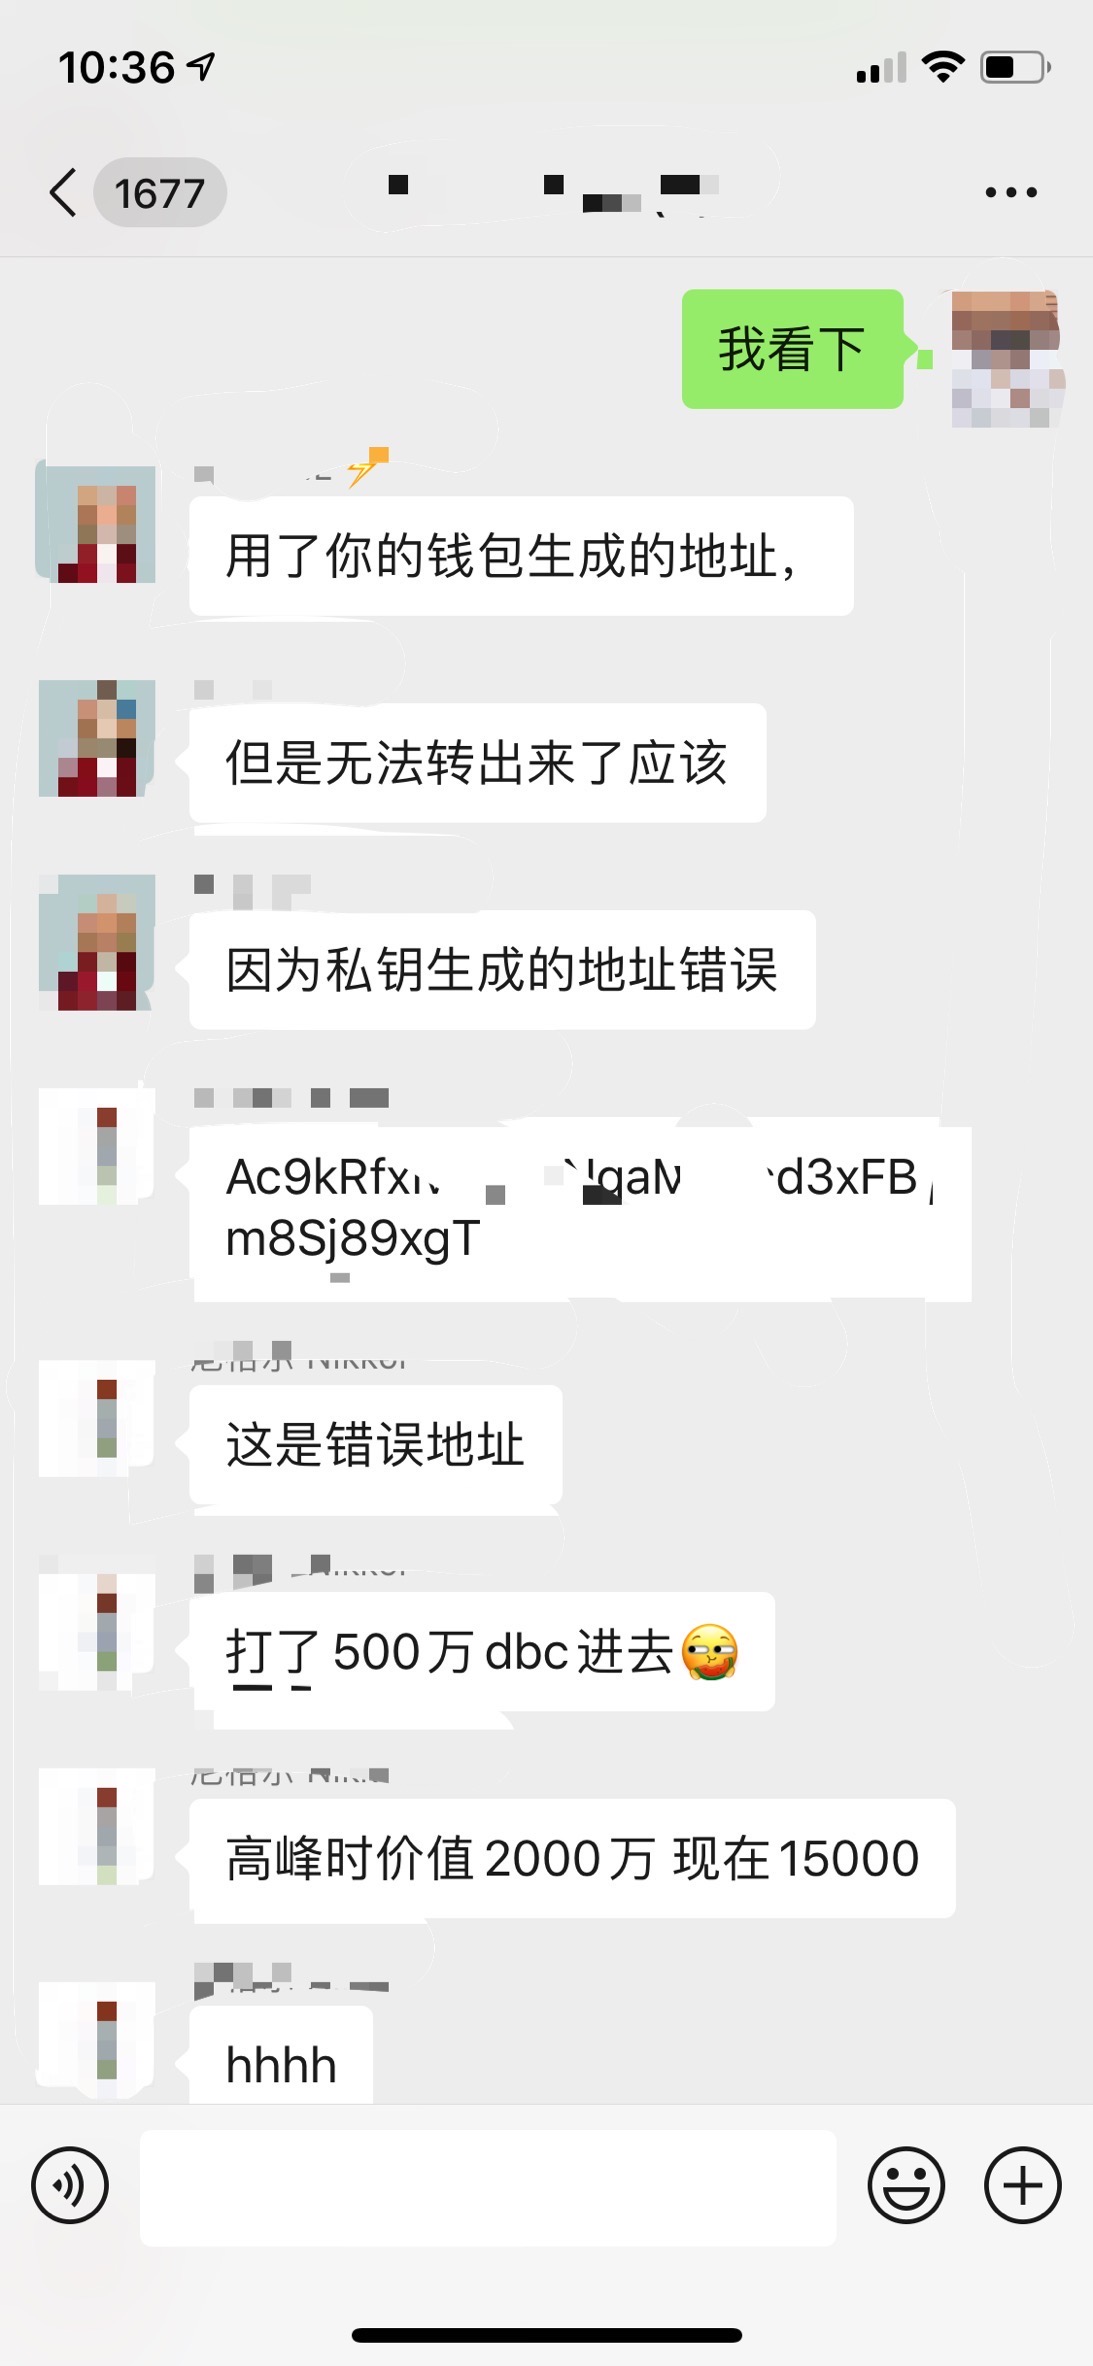 10:36
1677
我看下
用了你的钱包生成的地址，
但是无法转出来了应该
因为私钥生成的地址错误
Ac9kRfx qaM d3xFB
m8Sj89xgT
这是错误地址
打了500万dbc进去
高峰时价值2000万 现在15000
hhhh